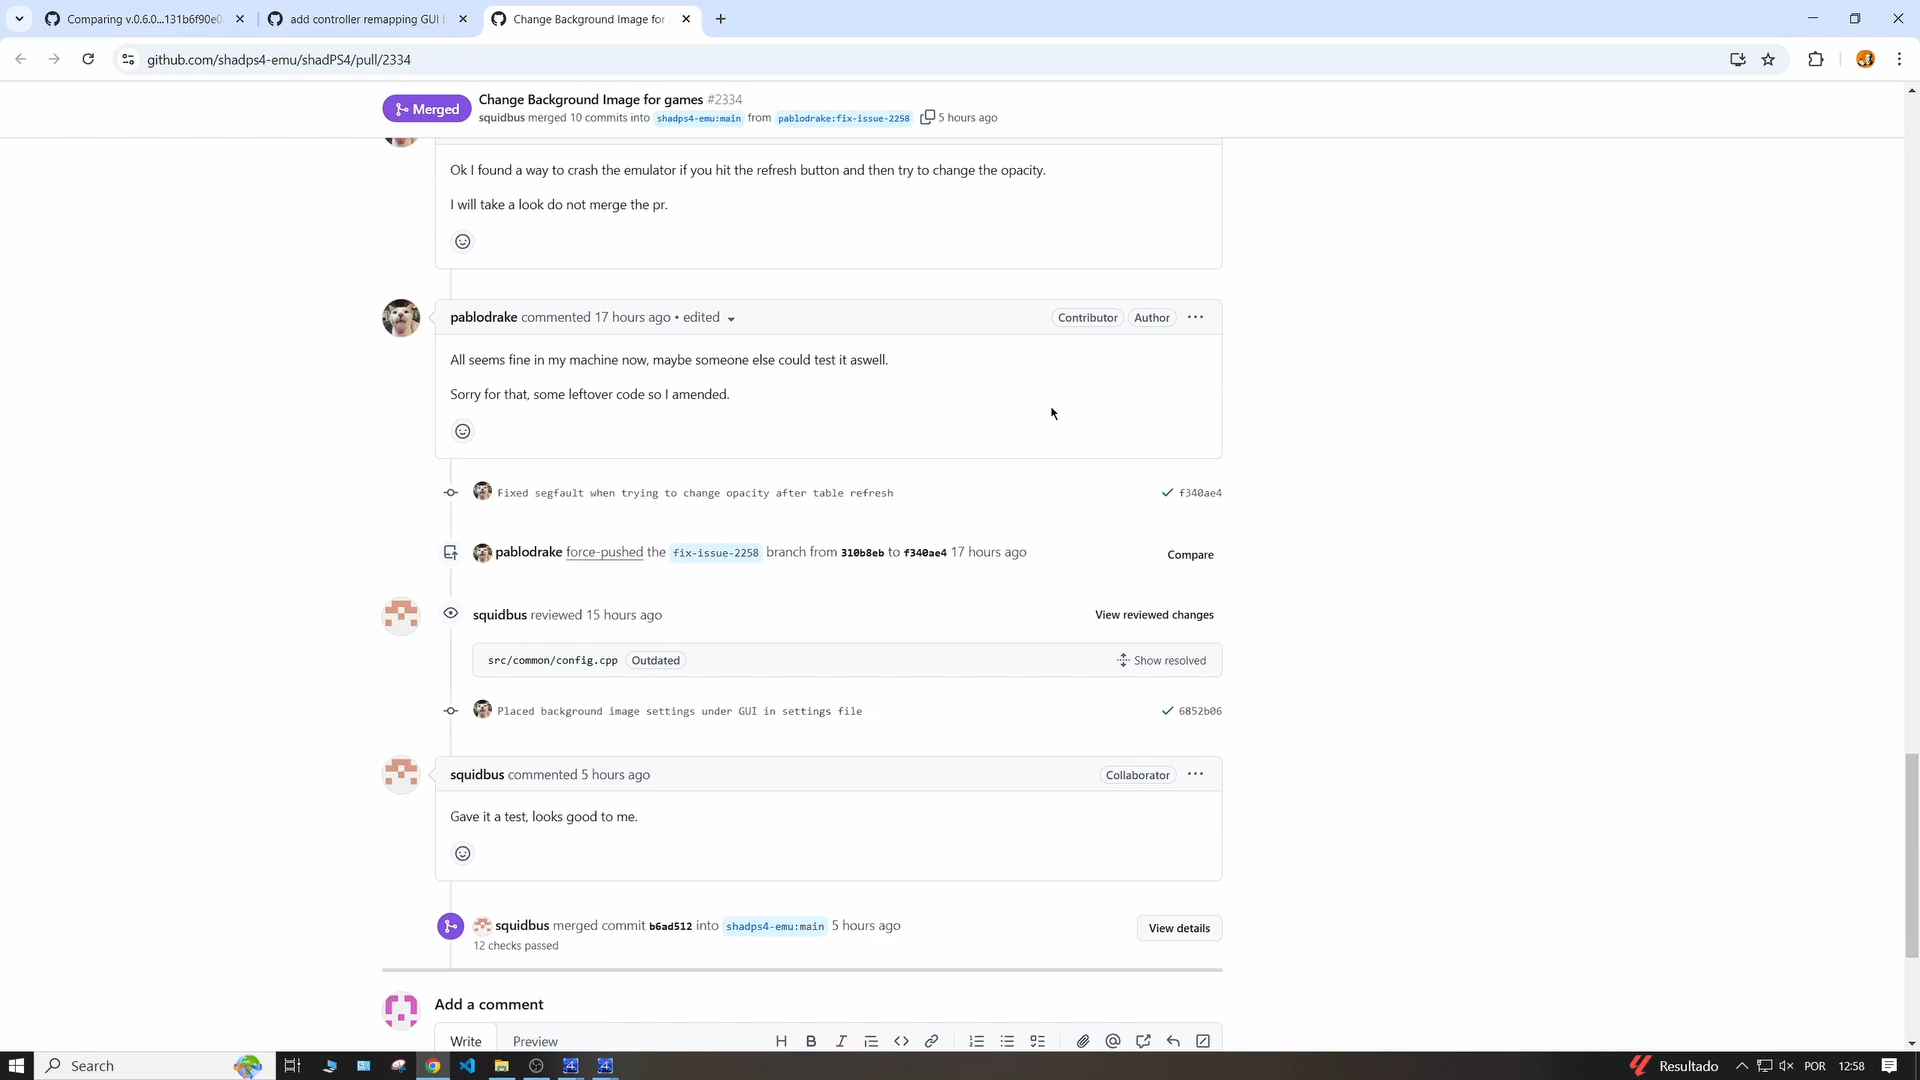 Comparing v.0.6.0...131b6f90e0
add controller remapping GUI
Change Background Image for
github.com/shadps4-emu/shadPS4/pull/2334
Merged
Change Background Image for games #2334
squidbus merged 10 commits into shadps4-emu:main from pablodrake:fix-issue-2258 5 hours ago
Ok I found a way to crash the emulator if you hit the refresh button and then try to change the opacity.
I will take a look do not merge the pr.
pablodrake commented 17 hours ago • edited
Contributor
Author
All seems fine in my machine now, maybe someone else could test it aswell.
Sorry for that, some leftover code so I amended.
Fixed segfault when trying to change opacity after table refresh
f340ae4
pablodrake force-pushed the fix-issue-2258 branch from 310b8eb to f340ae4 17 hours ago
Compare
squidbus reviewed 15 hours ago
View reviewed changes
src/common/config.cpp
Outdated
Show resolved
Placed background image settings under GUI in settings file
6852b06
squidbus commented 5 hours ago
Collaborator
Gave it a test, looks good to me.
squidbus merged commit b6ad512 into shadps4-emu:main 5 hours ago
View details
12 checks passed
Add a comment
Write
Preview
Search
Resultado
POR
12:58